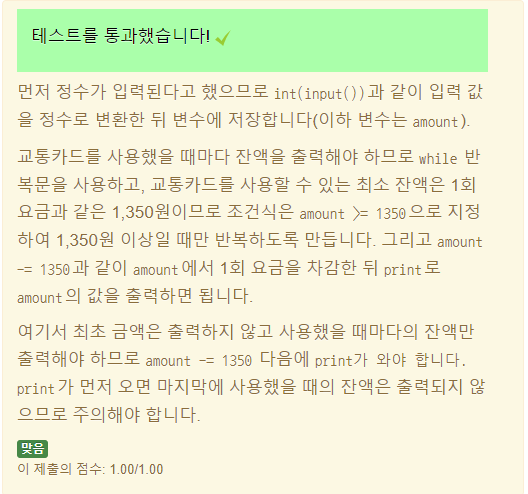 테스트를 통과했습니다!
먼저 정수가 입력된다고 했으므로 int(input())과 같이 입력 값
을 정수로 변환한 뒤 변수에 저장합니다(이하 변수는 amount).
교통카드를 사용했을 때마다 잔액을 출력해야 하므로 while 반
복문을 사용하고, 교통카드를 사용할 수 있는 최소 잔액은 1회
요금과 같은 1,350원이므로 조건식은 amount >= 1350으로 지정
하여 1,350원 이상일 때만 반복하도록 만듭니다. 그리고 amount
-= 1350과 같이 amount에서 1회 요금을 차감한 뒤 print로
amount의 값을 출력하면 됩니다.
여기서 최초 금액은 출력하지 않고 사용했을 때마다의 잔액만
출력해야 하므로 amount -= 1350 다음에 print가 와야 합니다.
print가 먼저 오면 마지막에 사용했을 때의 잔액은 출력되지 않
으므로 주의해야 합니다.
맞음
이 제출의 점수: 1.00/1.00